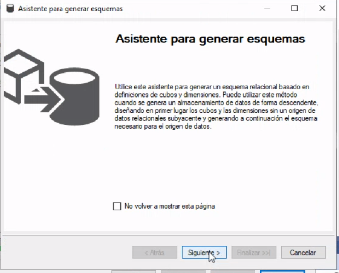 Asistente para generar esquemas
Asistente para generar esquemas
Utilice este asistente para generar un esquema relacional basado en
definiciones de cubos y dimensiones. Puede utilizar este método
cuando se genera un almacenamiento de datos de forma descendente,
diseñando en primer lugar los cubos y las dimensiones sin un origen de
datos relacionales subyacente y generando a continuación el esquema
necesario para el origen de datos.
No volver a mostrar esta página
< Atrás
Siguiente >
Finalizar >>|
Cancelar